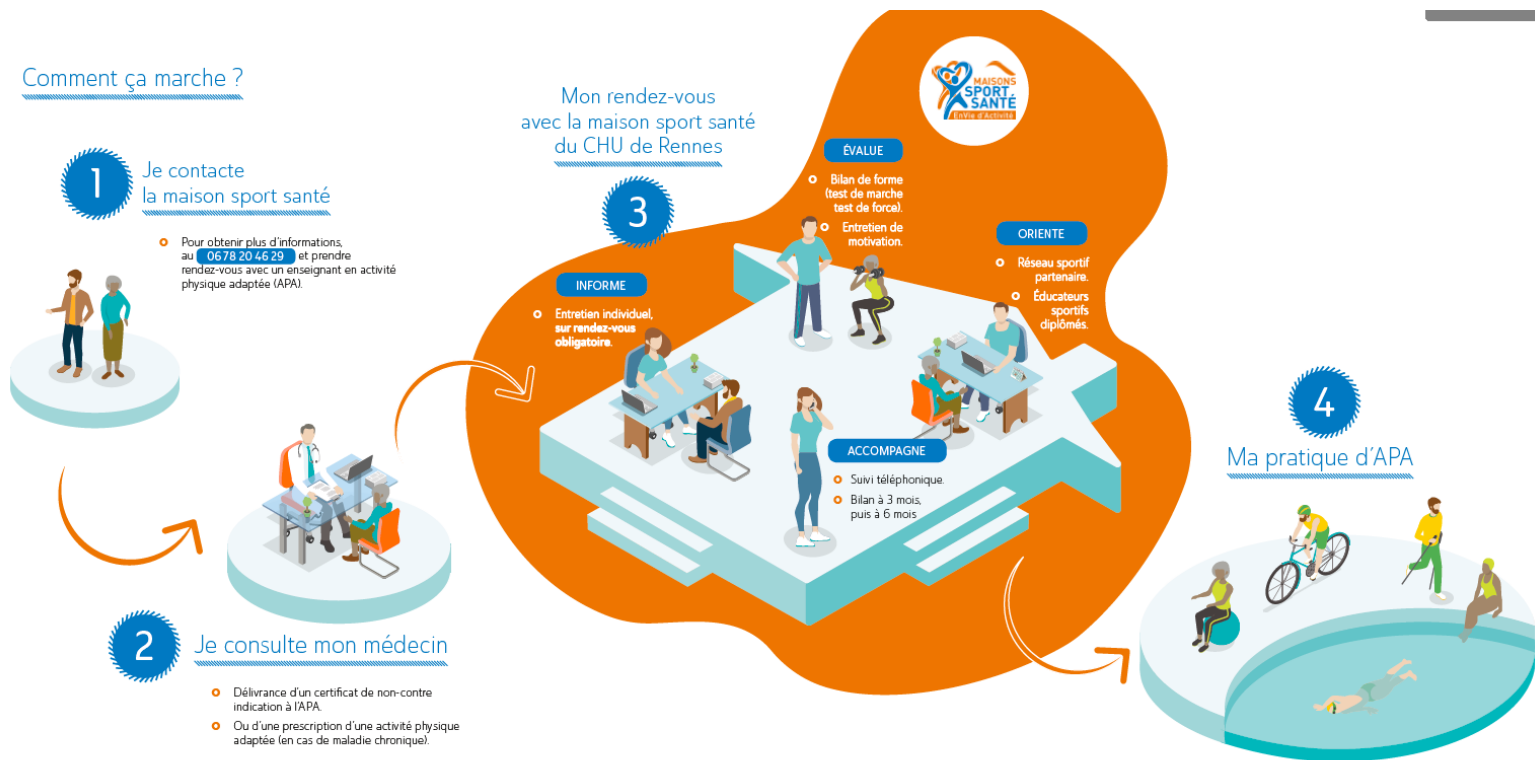 Comment ça marche ?
1
Je contacte
la maison sport santé
Pour obtenir plus d'informations,
au 06 78 20 46 29 et prendre
rendez-vous avec un enseignant en activité
physique adaptée (APA).
2
Je consulte mon médecin
Délivrance d'un certificat de non-contre
indication à l'APA.
Ou d'une prescription d'une activité physique
adaptée (en cas de maladie chronique).
Mon rendez-vous
avec la maison sport santé
du CHU de Rennes
3
MAISONS
SPORT
SANTÉ
EnVie d'Activité
INFORME
Entretien individuel,
sur rendez-vous
obligatoire.
ÉVALUE
Bilan de forme
(test de marche
test de force).
Entretien de
motivation.
ORIENTE
Réseau sportif
partenaire.
Éducateurs
sportifs
diplômés.
ACCOMPAGNE
Suivi téléphonique.
Bilan à 3 mois,
puis à 6 mois
4
Ma pratique d'APA